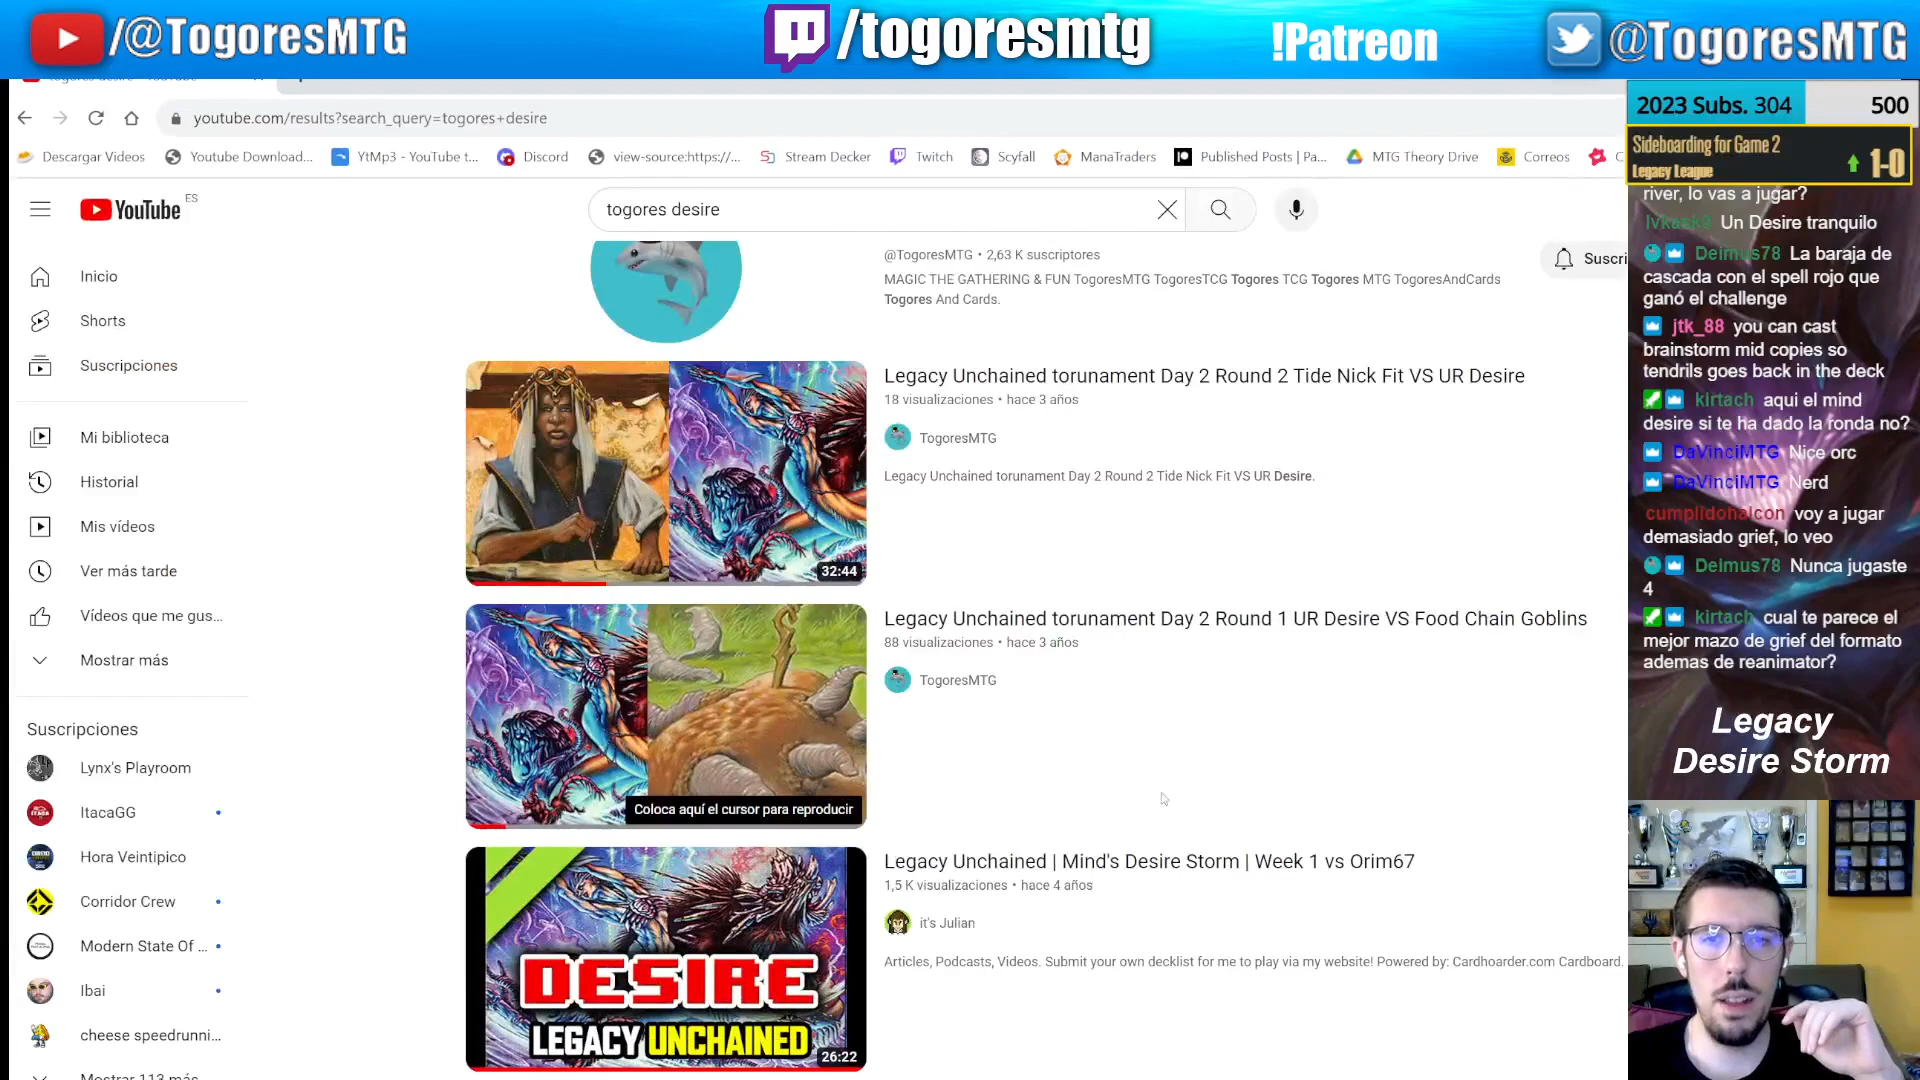 /@TogoresMTG
/togoresmtg
!Patreon
@TogoresMTG
youtube.com/results?search_query=togores+desire
Descargar Vídeos
Youtube Download...
YtMp3 - YouTube t...
Discord
view-source:https://...
Stream Decker
Twitch
Scyfall
ManaTraders
Published Posts | Pa...
MTG Theory Drive
Correos
YouTube
ES
togores desire
Inicio
Shorts
Suscripciones
Mi biblioteca
Historial
Mis vídeos
Ver más tarde
Vídeos que me gus...
Mostrar más
Suscripciones
Lynx's Playroom
ItacaGG
Hora Veintipico
Corridor Crew
Modern State Of ...
Ibai
cheese speedrunni...
Mostrar 113 más
@TogoresMTG • 2,63 K suscriptores
MAGIC THE GATHERING & FUN TogoresMTG TogoresTCG Togores TCG Togores MTG TogoresAndCards
Togores And Cards.
Suscri
Legacy Unchained torunament Day 2 Round 2 Tide Nick Fit VS UR Desire
18 visualizaciones • hace 3 años
TogoresMTG
Legacy Unchained torunament Day 2 Round 2 Tide Nick Fit VS UR Desire.
32:44
Legacy Unchained torunament Day 2 Round 1 UR Desire VS Food Chain Goblins
88 visualizaciones • hace 3 años
TogoresMTG
Coloca aquí el cursor para reproducir
Legacy Unchained | Mind's Desire Storm | Week 1 vs Orim67
1,5 K visualizaciones • hace 4 años
it's Julian
Articles, Podcasts, Videos. Submit your own decklist for me to play via my website! Powered by: Cardhoarder.com Cardboard.
DESIRE
LEGACY UNCHAINED
26:22
2023 Subs. 304
500
Sideboarding for Game 2
Legacy League
1-0
river, lo vas a jugar?
Un Desire tranquilo
Deimus78 La baraja de
cascada con el spell rojo que
ganó el challenge
jtk_88 you can cast
brainstorm mid copies so
tendrils goes back in the deck
kirtach aqui el mind
desire si te ha dado la ronda no?
DaVinciMTG Nice orc
DaVinciMTG Nerd
cumplidohalcon voy a jugar
demasiado grief, lo veo
Deimus78 Nunca jugaste
4
kirtach cual te parece el
mejor mazo de grief del formato
ademas de reanimator?
Legacy
Desire Storm